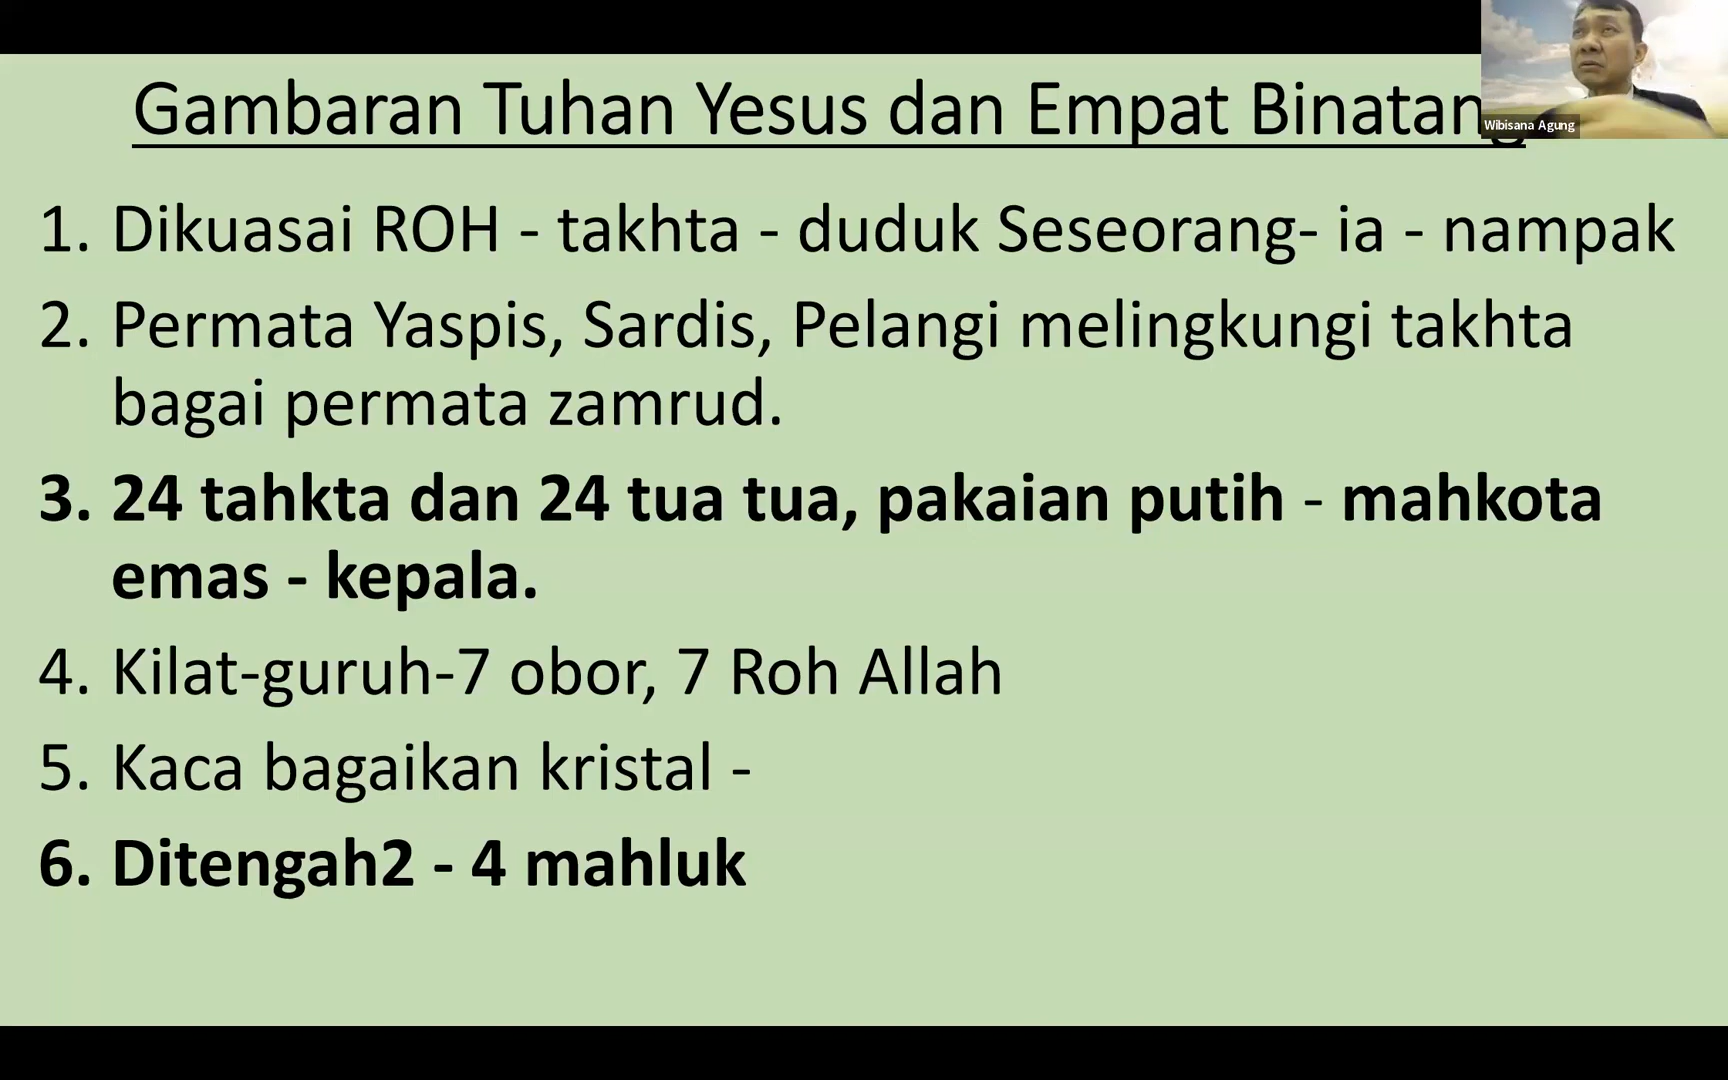 Gambaran Tuhan Yesus dan Empat Binatang
Wibisana Agung
1. Dikuasai ROH - takhta - duduk Seseorang- ia - nampak
2. Permata Yaspis, Sardis, Pelangi melingkungi takhta
bagai permata zamrud.
3. 24 tahkta dan 24 tua tua, pakaian putih - mahkota
emas - kepala.
4. Kilat-guruh-7 obor, 7 Roh Allah
5. Kaca bagaikan kristal -
6. Ditengah2 - 4 mahluk